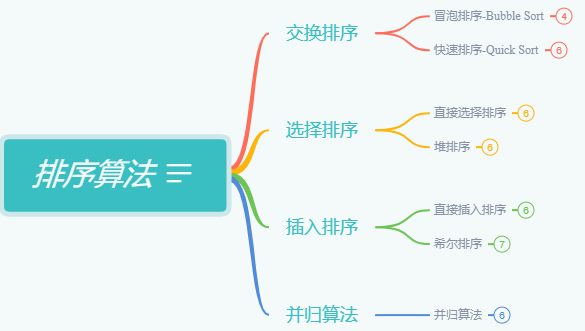 排序算法
交换排序
冒泡排序-Bubble Sort 4
快速排序-Quick Sort 6
选择排序
直接选择排序 6
堆排序 6
插入排序
直接插入排序 6
希尔排序 7
并归算法
并归算法 6